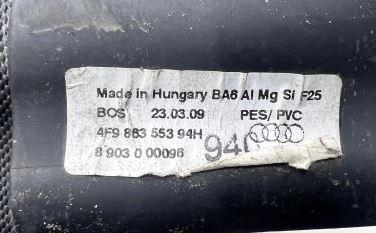 Made in Hungary BA6 Al Mg Si F25
BOS 23.03.09 PES/ PVC
4F9 863 553 94H
8 903 0 00096